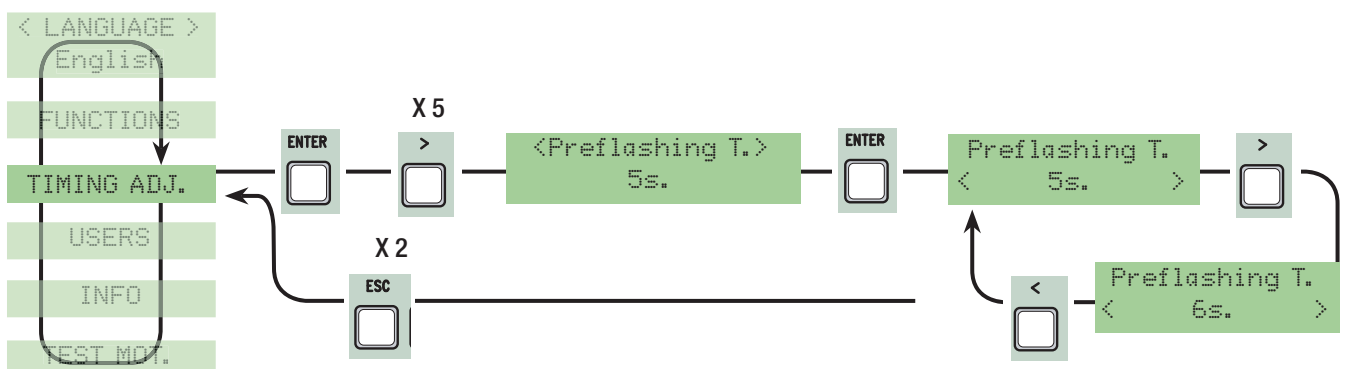 < LANGUAGE >
English
FUNCTIONS
TIMING ADJ.
USERS
INFO
TEST MOT.
ENTER
X 5
>
<Preflashing T.>
5s.
ENTER
Preflashing T.
< 5s. >
>
X 2
ESC
<
Preflashing T.
< 6s. >